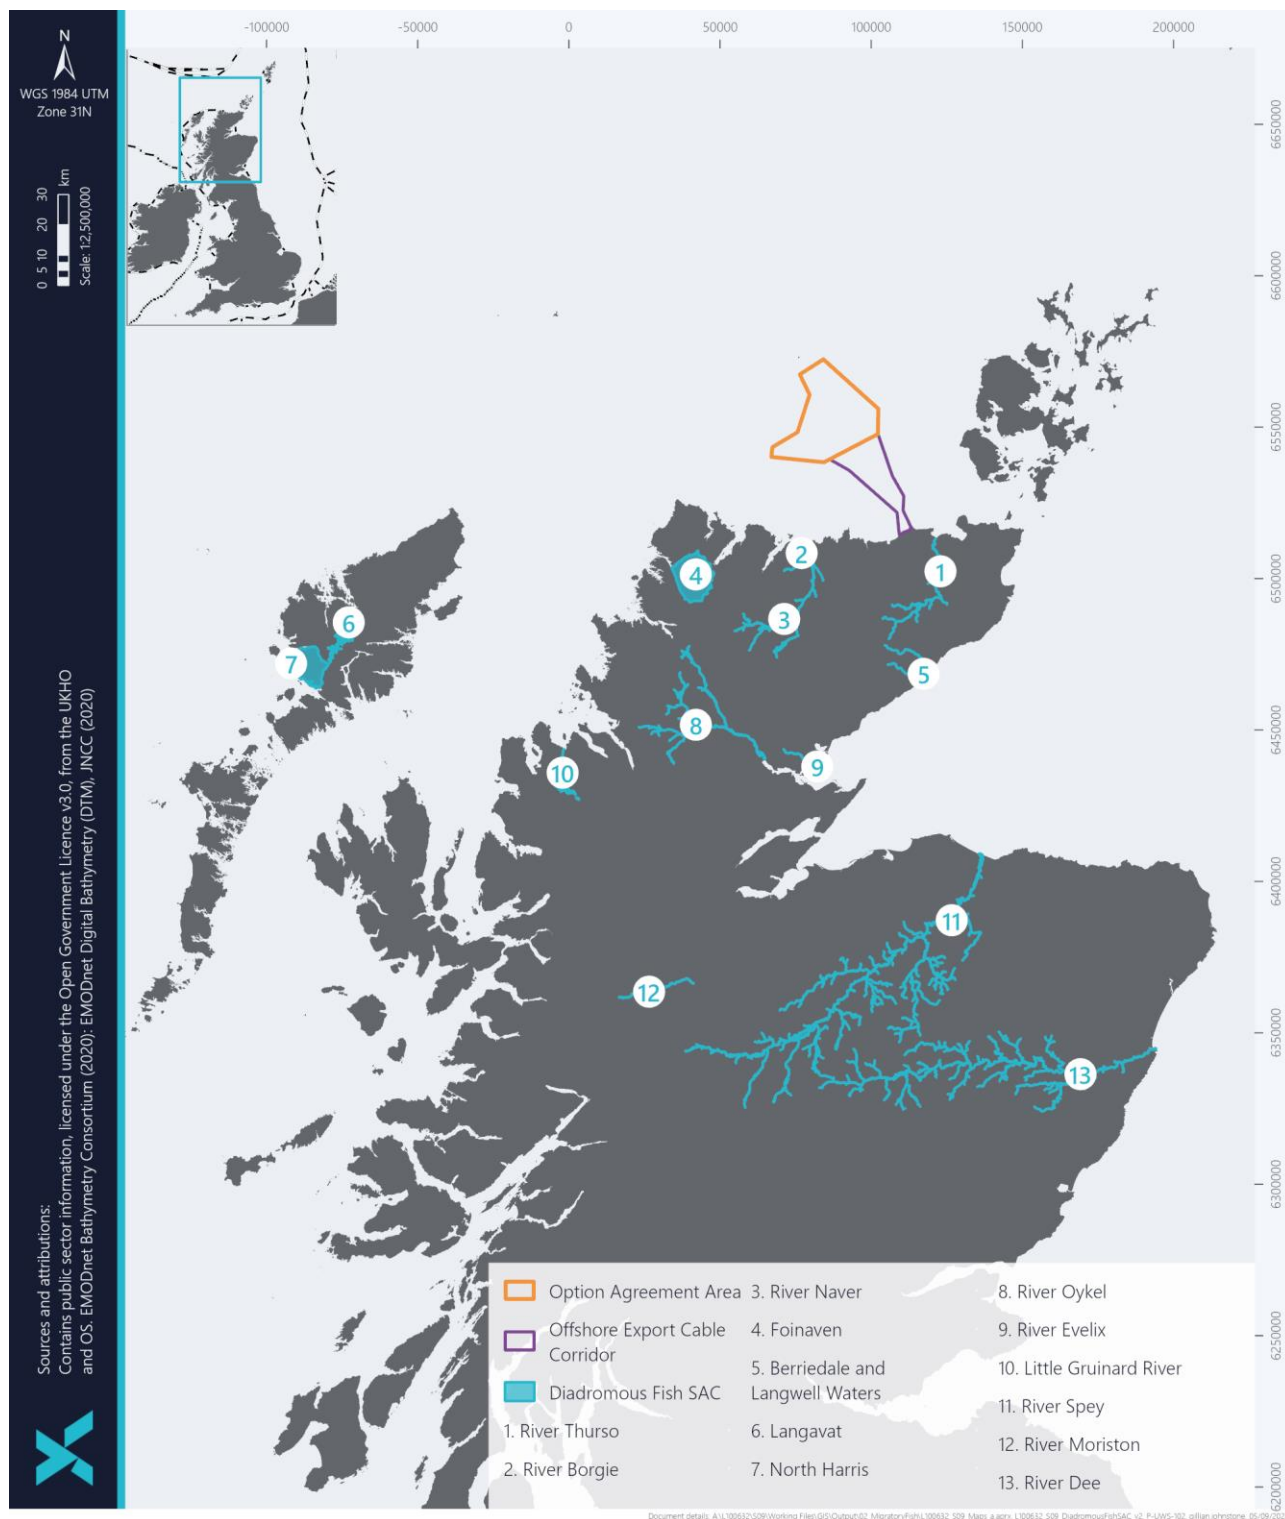 -100000
-50000
0
50000
100000
150000
200000
N
WGS 1984 UTM
Zone 31N
0 5 10 20 30
km
Scale: 1:2,500,000
6650000
6600000
6550000
6500000
6450000
6400000
6350000
6300000
6250000
6200000
1
2
3
4
5
6
7
8
9
10
11
12
13
Sources and attributions:
Contains public sector information, licensed under the Open Government Licence v3.0, from the UKHO
and OS. EMODnet Bathymetry Consortium (2020): EMODnet Digital Bathymetry (DTM), JNCC (2020)
Option Agreement Area
Offshore Export Cable
Corridor
Diadromous Fish SAC
1. River Thurso
2. River Borgie
3. River Naver
4. Foinaven
5. Berriedale and
Langwell Waters
6. Langavat
7. North Harris
8. River Oykel
9. River Evelix
10. Little Gruinard River
11. River Spey
12. River Moriston
13. River Dee
Document details: